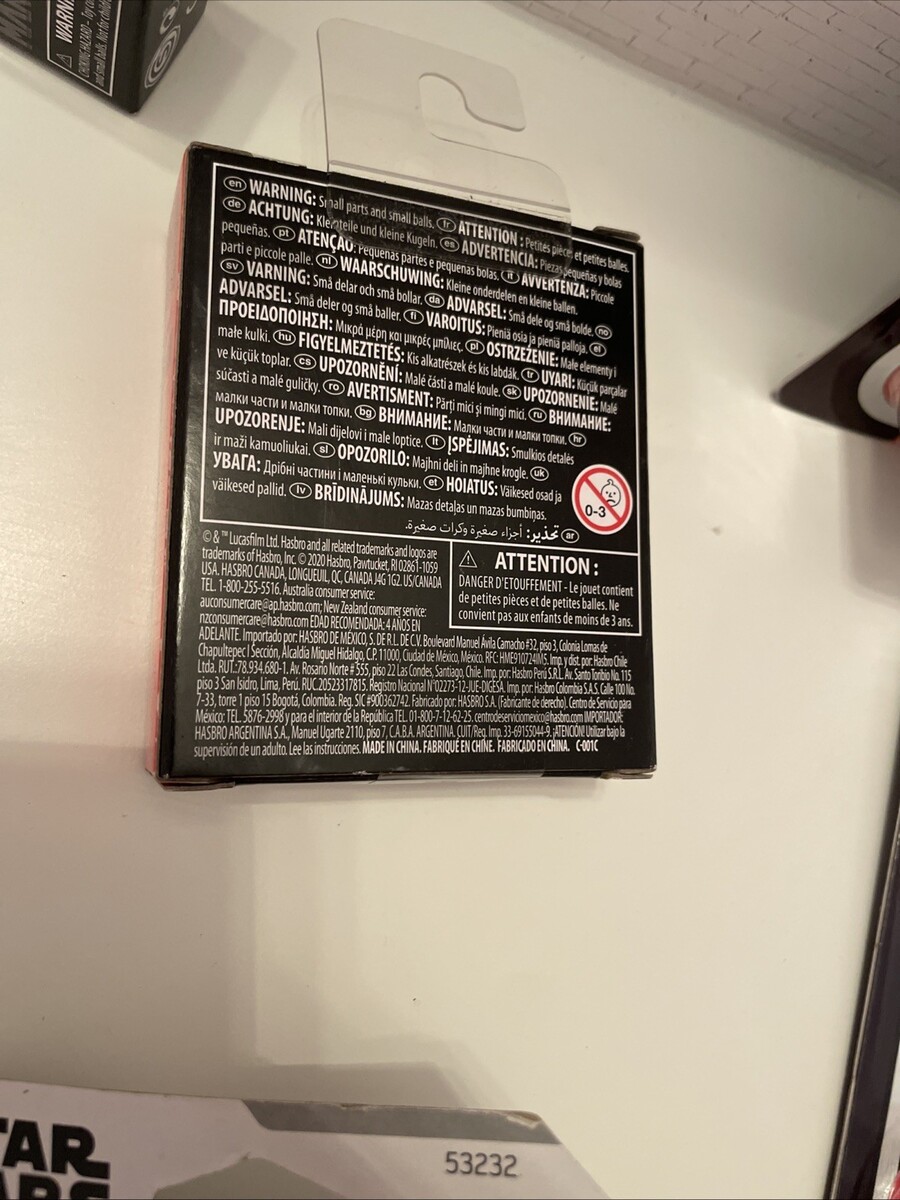 WARN
CHOKING HAZARD – Toy co
and small balls. Not for child
en WARNING: Small parts and small balls. fr ATTENTION : Petites pièces et petites balles.
de ACHTUNG: Kleinteile und kleine Kugeln. es ADVERTENCIA: Piezas pequeñas y bolas
pequeñas. pt ATENÇÃO: Pequenas partes e pequenas bolas. it AVVERTENZA: Piccole
parti e piccole palle. nl WAARSCHUWING: Kleine onderdelen en kleine ballen.
sv VARNING: Små delar och små bollar. da ADVARSEL: Små dele og små bolde. no
ADVARSEL: Små deler og små baller. fi VAROITUS: Pieniä osia ja pieniä palloja. el
ΠΡΟΕΙΔΟΠΟΙΗΣΗ: Μικρά μέρη και μικρές μπίλιες. pl OSTRZEŻENIE: Małe elementy i
małe kulki. hu FIGYELMEZTETÉS: Kis alkatrészek és kis labdák. tr UYARI: Küçük parçalar
ve küçük toplar. cs UPOZORNĚNÍ: Malé části a malé koule. sk UPOZORNENIE: Malé
súčasti a malé guličky. ro AVERTISMENT: Părți mici și mingi mici. ru ВНИМАНИЕ:
малки части и малки топки. bg ВНИМАНИЕ: Малки части и малки топки. hr
UPOZORENJE: Mali dijelovi i male loptice. lt ĮSPĖJIMAS: Smulkios detalės
ir maži kamuoliukai. sl OPOZORILO: Majhni deli in majhne krogle. uk
УВАГА: Дрібні частини і маленькі кульки. et HOIATUS: Väikesed osad ja
väikesed pallid. lv BRĪDINĀJUMS: Mazas detaļas un mazas bumbiņas.
ar تحذير: أجزاء صغيرة وكرات صغيرة.
0-3
© & ™ Lucasfilm Ltd. Hasbro and all related trademarks and logos are
trademarks of Hasbro, Inc. © 2020 Hasbro, Pawtucket, RI 02861-1059
USA. HASBRO CANADA, LONGUEUIL, QC, CANADA J4G 1G2. US/CANADA
TEL. 1-800-255-5516. Australia consumer service:
auconsumercare@ap.hasbro.com; New Zealand consumer service:
nzconsumercare@hasbro.com EDAD RECOMENDADA: 4 AÑOS EN
ADELANTE. Importado por: HASBRO DE MÉXICO, S. DE R.L. DE C.V. Boulevard Manuel Ávila Camacho #32, piso 3, Colonia Lomas de
Chapultepec I Sección, Alcaldía Miguel Hidalgo, C.P. 11000, Ciudad de México, México. RFC: HME910724IM5. Imp. y dist. por: Hasbro Chile
Ltda. RUT.:78.934.680-1. Av. Rosario Norte # 555, piso 22 Las Condes, Santiago, Chile. Imp. por: Hasbro Perú S.R.L. Av. Santo Toribio No. 115
piso 3 San Isidro, Lima, Perú. RUC.20523317815. Registro Nacional N°02273-12-JUE-DIGESA. Imp. por: Hasbro Colombia S.A.S. Calle 100 No.
7-33, torre 1 piso 15 Bogotá, Colombia. Reg. SIC #900362742. Fabricado por: HASBRO S.A. (Fabricante de derecho). Centro de Servicio para
México: TEL. 5876-2998 y para el interior de la República TEL. 01-800-7-12-62-25. centrodeserviciomexico@hasbro.com IMPORTADOR:
HASBRO ARGENTINA S.A., Manuel Ugarte 2110, piso 7, C.A.B.A. ARGENTINA. CUIT/Reg. Imp. 33-69155044-9. ¡ATENCIÓN! Utilizar bajo la
supervisión de un adulto. Lee las instrucciones. MADE IN CHINA. FABRIQUÉ EN CHINE. FABRICADO EN CHINA. C-001C
ATTENTION :
DANGER D'ETOUFFEMENT - Le jouet contient
de petites pièces et de petites balles. Ne
convient pas aux enfants de moins de 3 ans.
TAR
ARS
53232